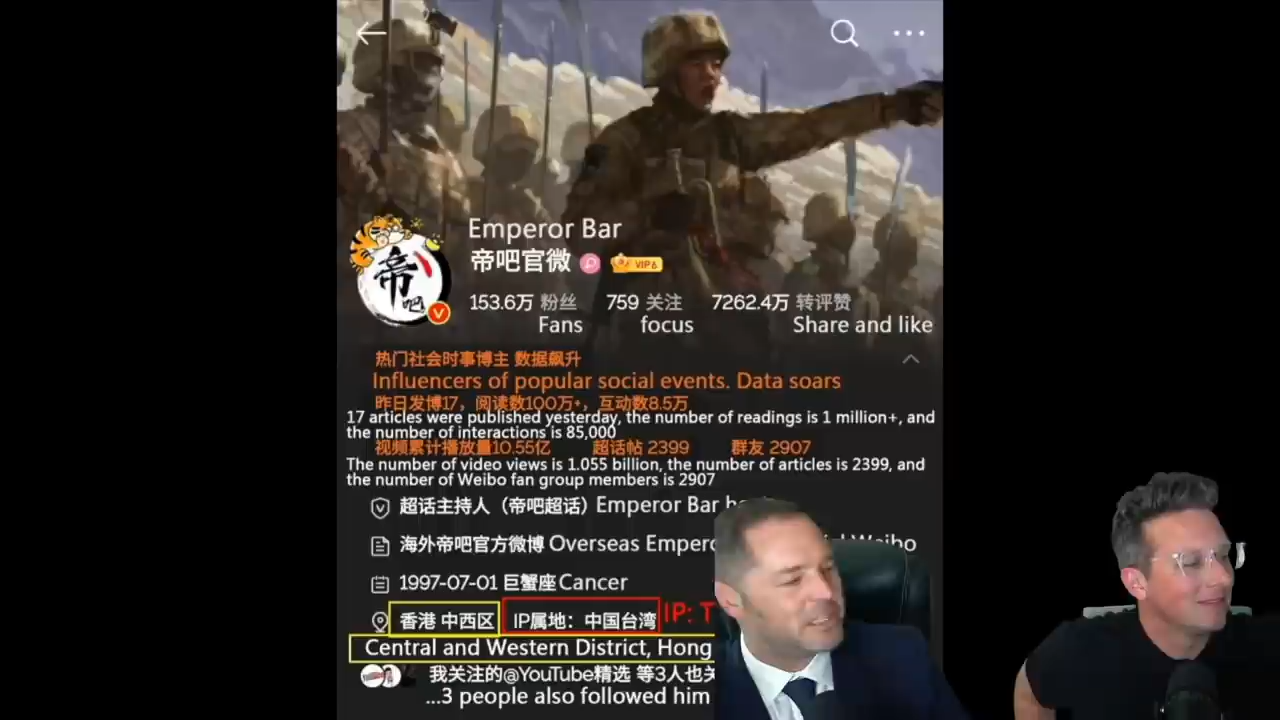 Emperor Bar
帝吧官微 VIP6
153.6万 粉丝 759 关注 7262.4万 转评赞
Fans focus Share and like
热门社会时事博主 数据飙升
Influencers of popular social events. Data soars
昨日发博17，阅读数100万+，互动数8.5万
17 articles were published yesterday, the number of readings is 1 million+, and
the number of interactions is 85,000
视频累计播放量10.55亿 超话帖 2399 群友 2907
The number of video views is 1.055 billion, the number of articles is 2399, and
the number of Weibo fan group members is 2907
超话主持人（帝吧超话） Emperor Bar
海外帝吧官方微博 Overseas Weibo
1997-07-01 巨蟹座 Cancer
香港 中西区 IP属地：中国台湾 IP:
Central and Western District, Hong
我关注的@YouTube精选 等3人也关
...3 people also followed him
帝吧
V